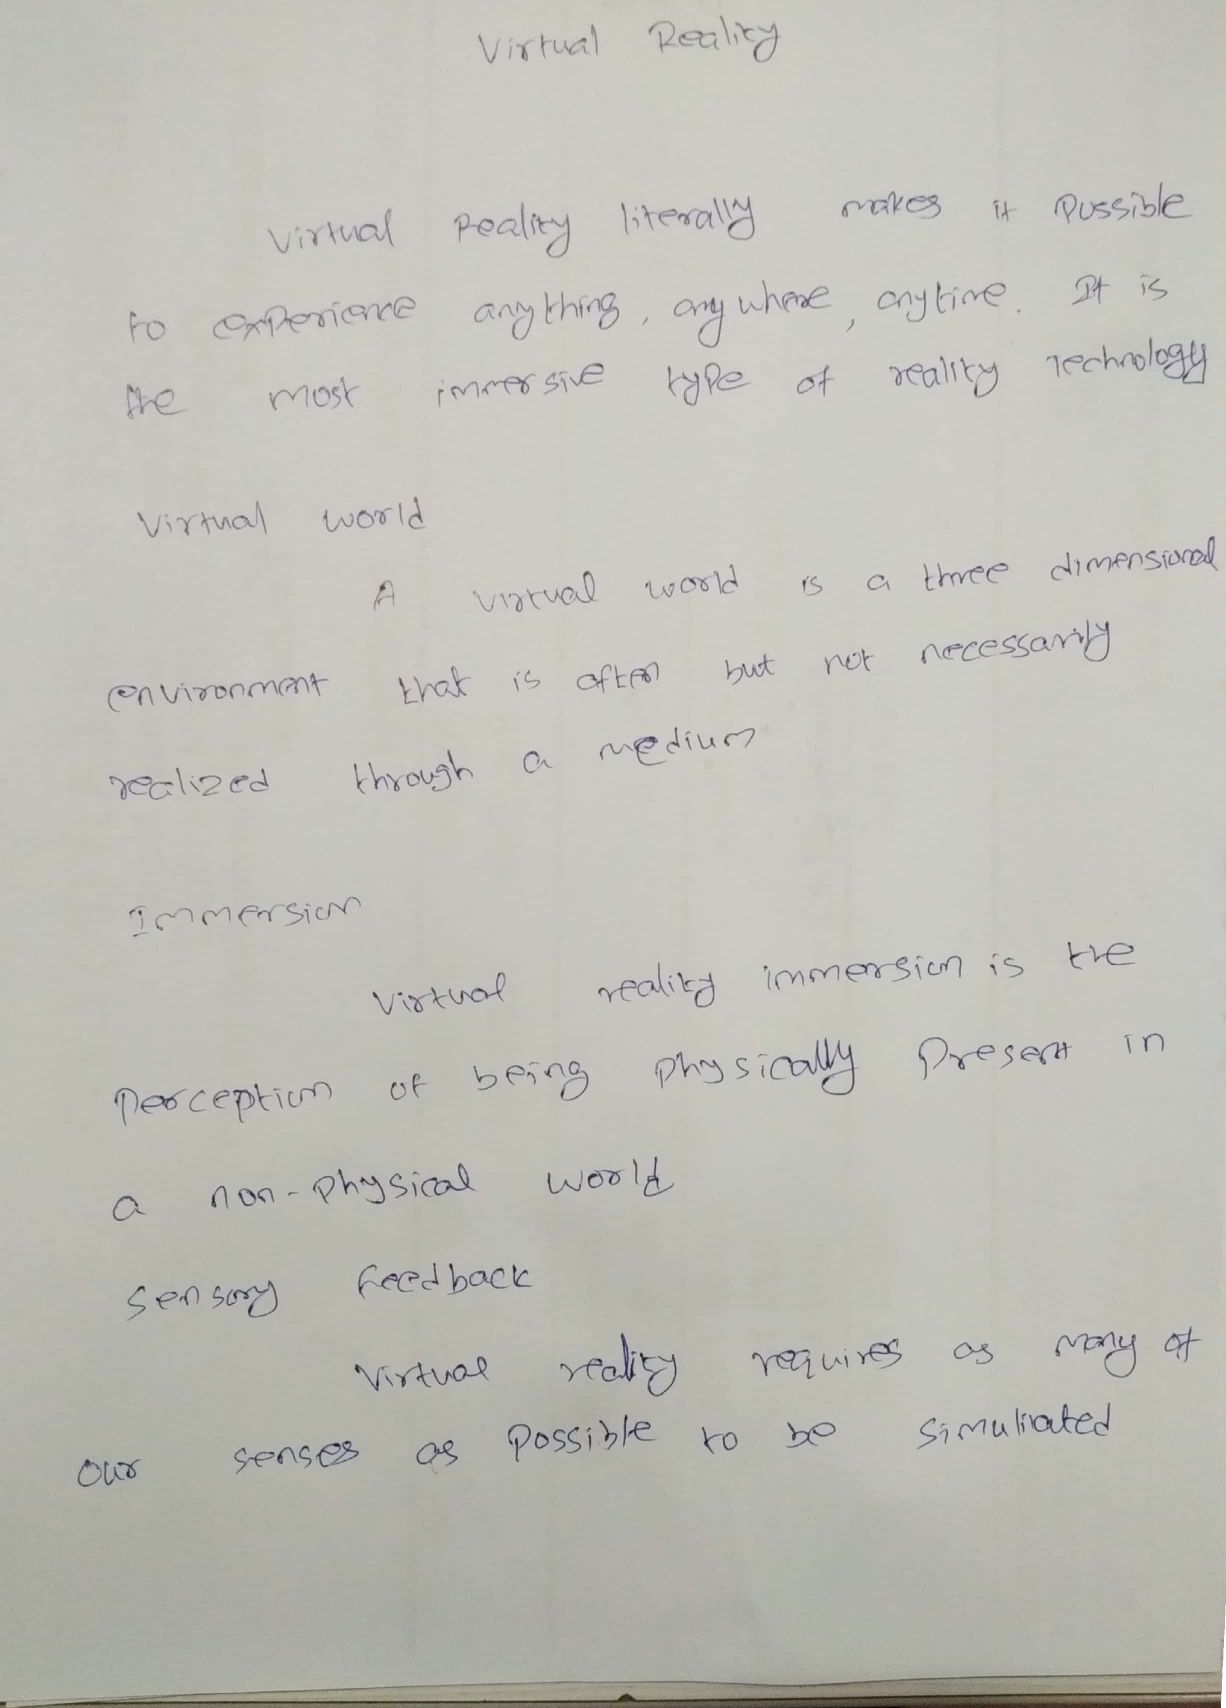 Virtual Reality
Virtual Reality literally makes it possible
to experience anything, anywhere, anytime. It is
the most immersive type of reality Technology
Virtual world
A virtual world is a three dimensional
environment that is often but not necessarily
realized through a medium
Immersion
Virtual reality immersion is the
perception of being physically present in
a non-physical world
Sensory feedback
Virtual reality requires as many of
our senses as possible to be simuliated